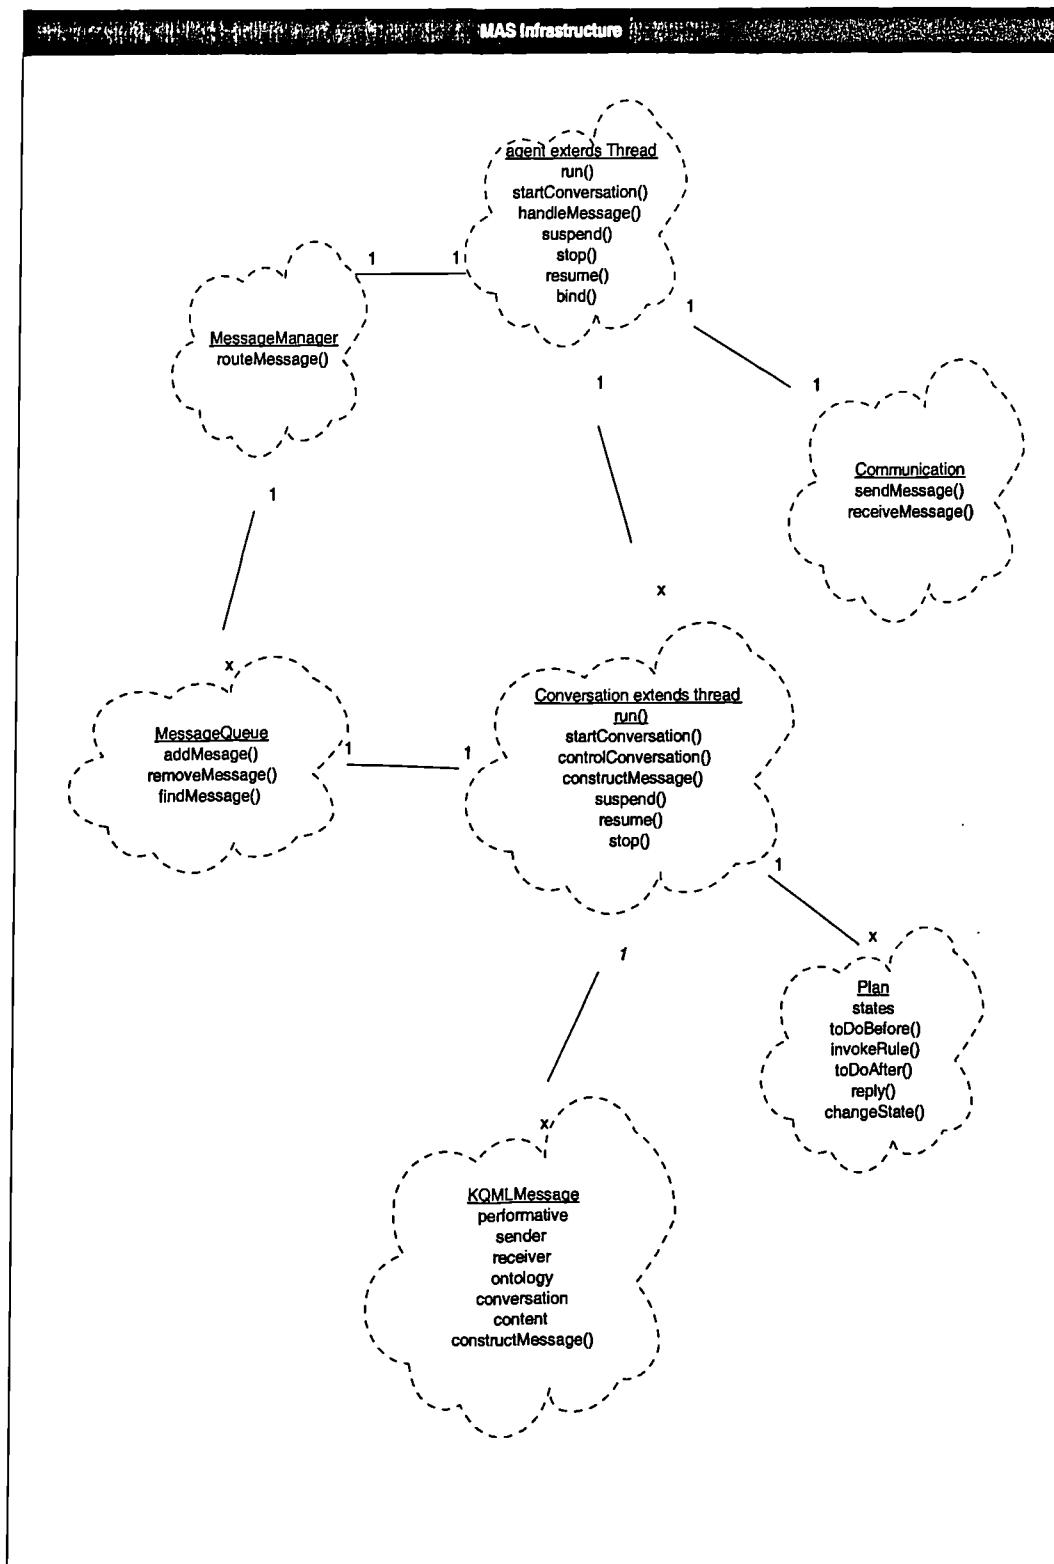 MAS Infrastructure
agent exterds Thread
run()
startConversation()
handleMessage()
suspend()
stop()
resume()
bind()
1
1
1
1
1
MessageManager
routeMessage()
1
Communication
sendMessage()
receiveMessage()
x
x
MessageQueue
addMesage()
removeMessage()
findMessage()
1
1
Conversation extends thread
run()
startConversation()
controlConversation()
constructMessage()
suspend()
resume()
stop()
1
x
1
Plan
states
toDoBefore()
invokeRule()
toDoAfter()
reply()
changeState()
x
KQMLMessage
performative
sender
receiver
ontology
conversation
content
constructMessage()